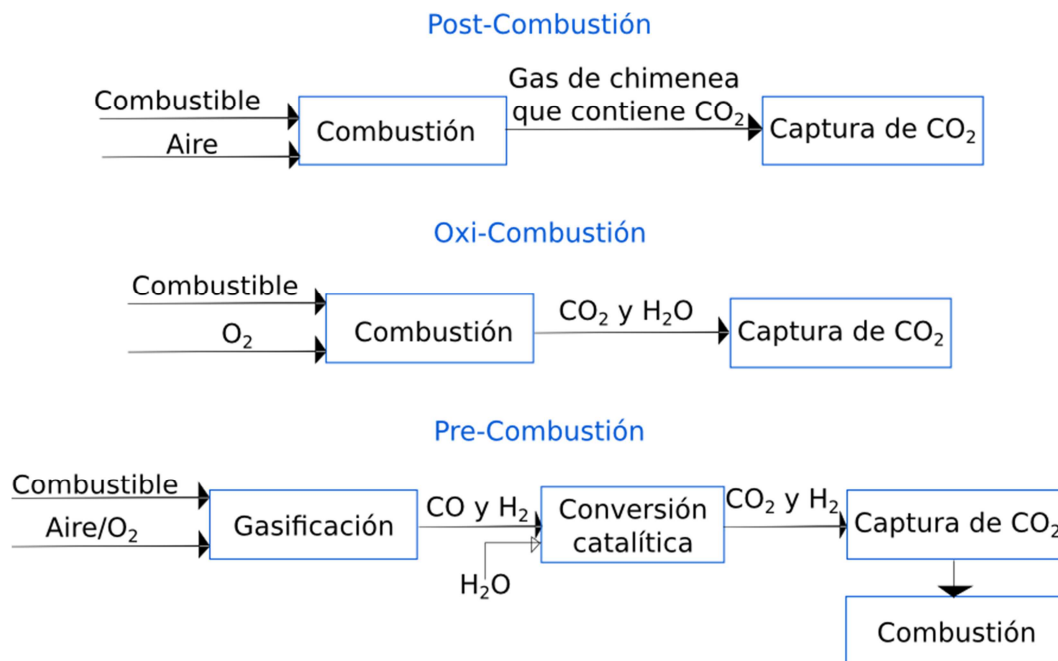 Post-Combustión
Combustible
Aire
Combustión
Gas de chimenea
que contiene CO₂
Captura de CO₂
Oxi-Combustión
Combustible
O₂
Combustión
CO₂ y H₂O
Captura de CO₂
Pre-Combustión
Combustible
Aire/O₂
Gasificación
CO y H₂
H₂O
Conversión
catalítica
CO₂ y H₂
Captura de CO₂
Combustión